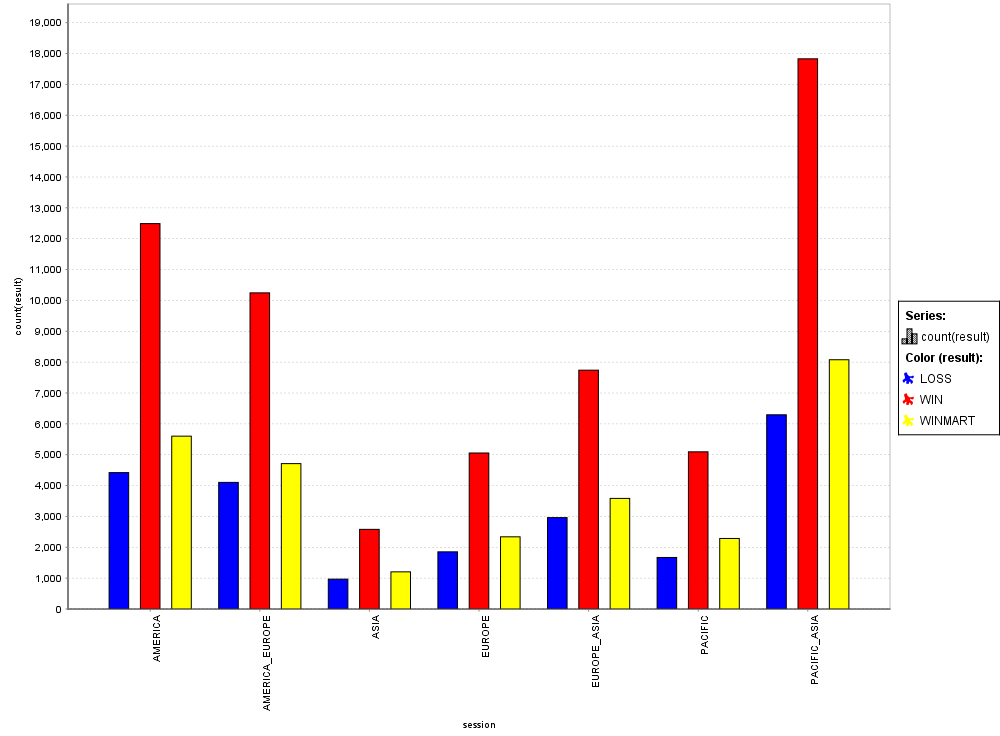 19,000
18,000
17,000
16,000
15,000
14,000
13,000
12,000
11,000
10,000
9,000
8,000
7,000
6,000
5,000
4,000
3,000
2,000
1,000
0
count(result)
AMERICA
AMERICA_EUROPE
ASIA
EUROPE
EUROPE_ASIA
PACIFIC
PACIFIC_ASIA
session
Series:
count(result)
Color (result):
LOSS
WIN
WINMART